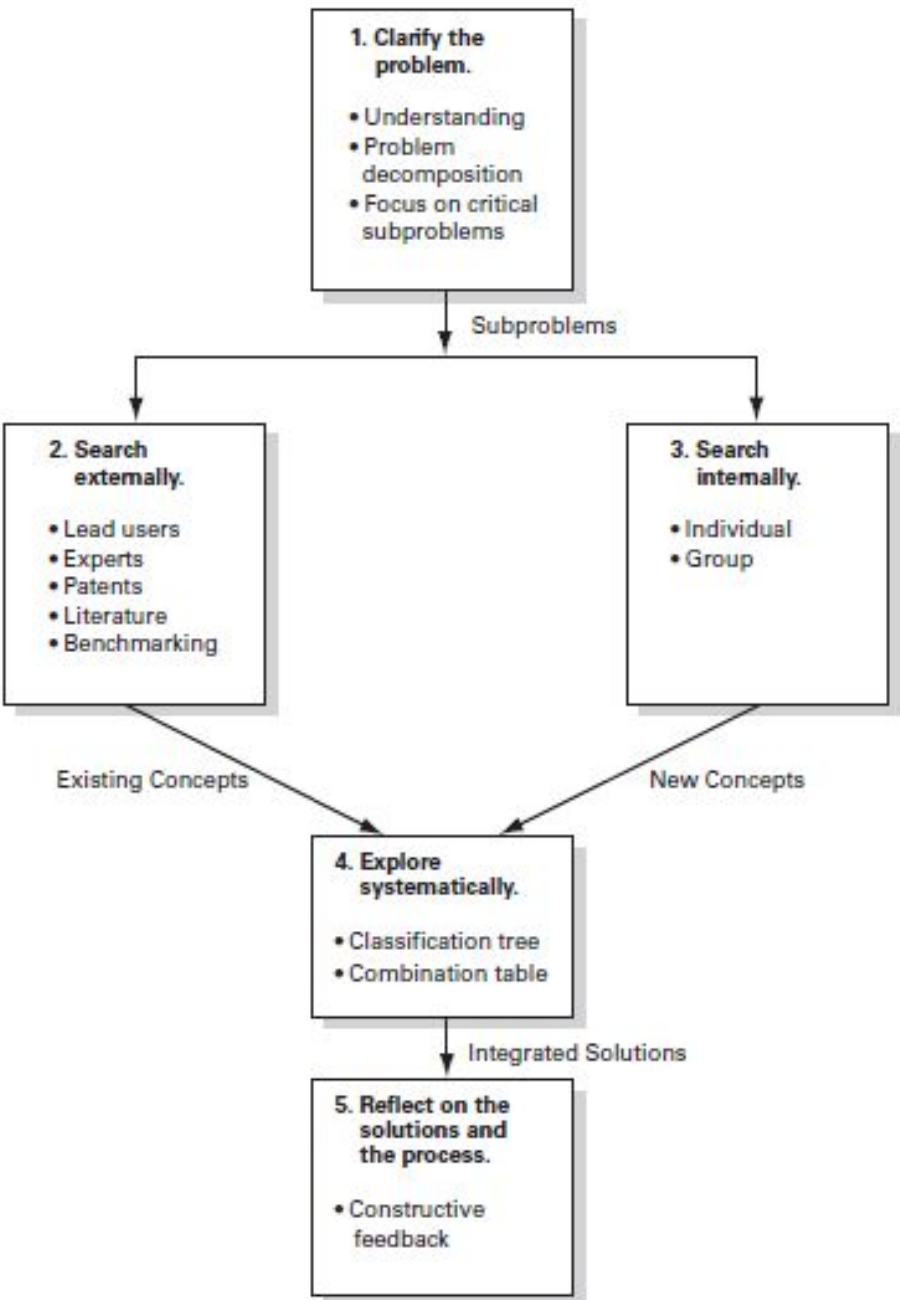 1. Clarify the
problem.
• Understanding
• Problem
decomposition
• Focus on critical
subproblems
Subproblems
2. Search
externally.
• Lead users
• Experts
• Patents
• Literature
• Benchmarking
3. Search
internally.
• Individual
• Group
Existing Concepts
New Concepts
4. Explore
systematically.
• Classification tree
• Combination table
Integrated Solutions
5. Reflect on the
solutions and
the process.
• Constructive
feedback